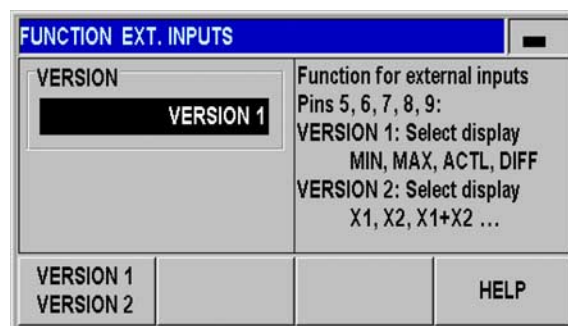 FUNCTION EXT. INPUTS
VERSION
VERSION 1
Function for external inputs
Pins 5, 6, 7, 8, 9:
VERSION 1: Select display
MIN, MAX, ACTL, DIFF
VERSION 2: Select display
X1, X2, X1+X2 ...
VERSION 1
VERSION 2
HELP